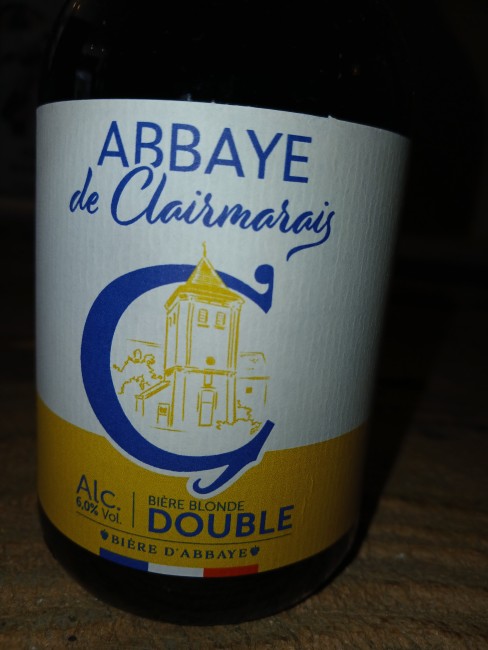 ABBAYE
de Clairmarais
C
Alc.
6,0% Vol.
BIÈRE BLONDE
DOUBLE
BIÈRE D'ABBAYE